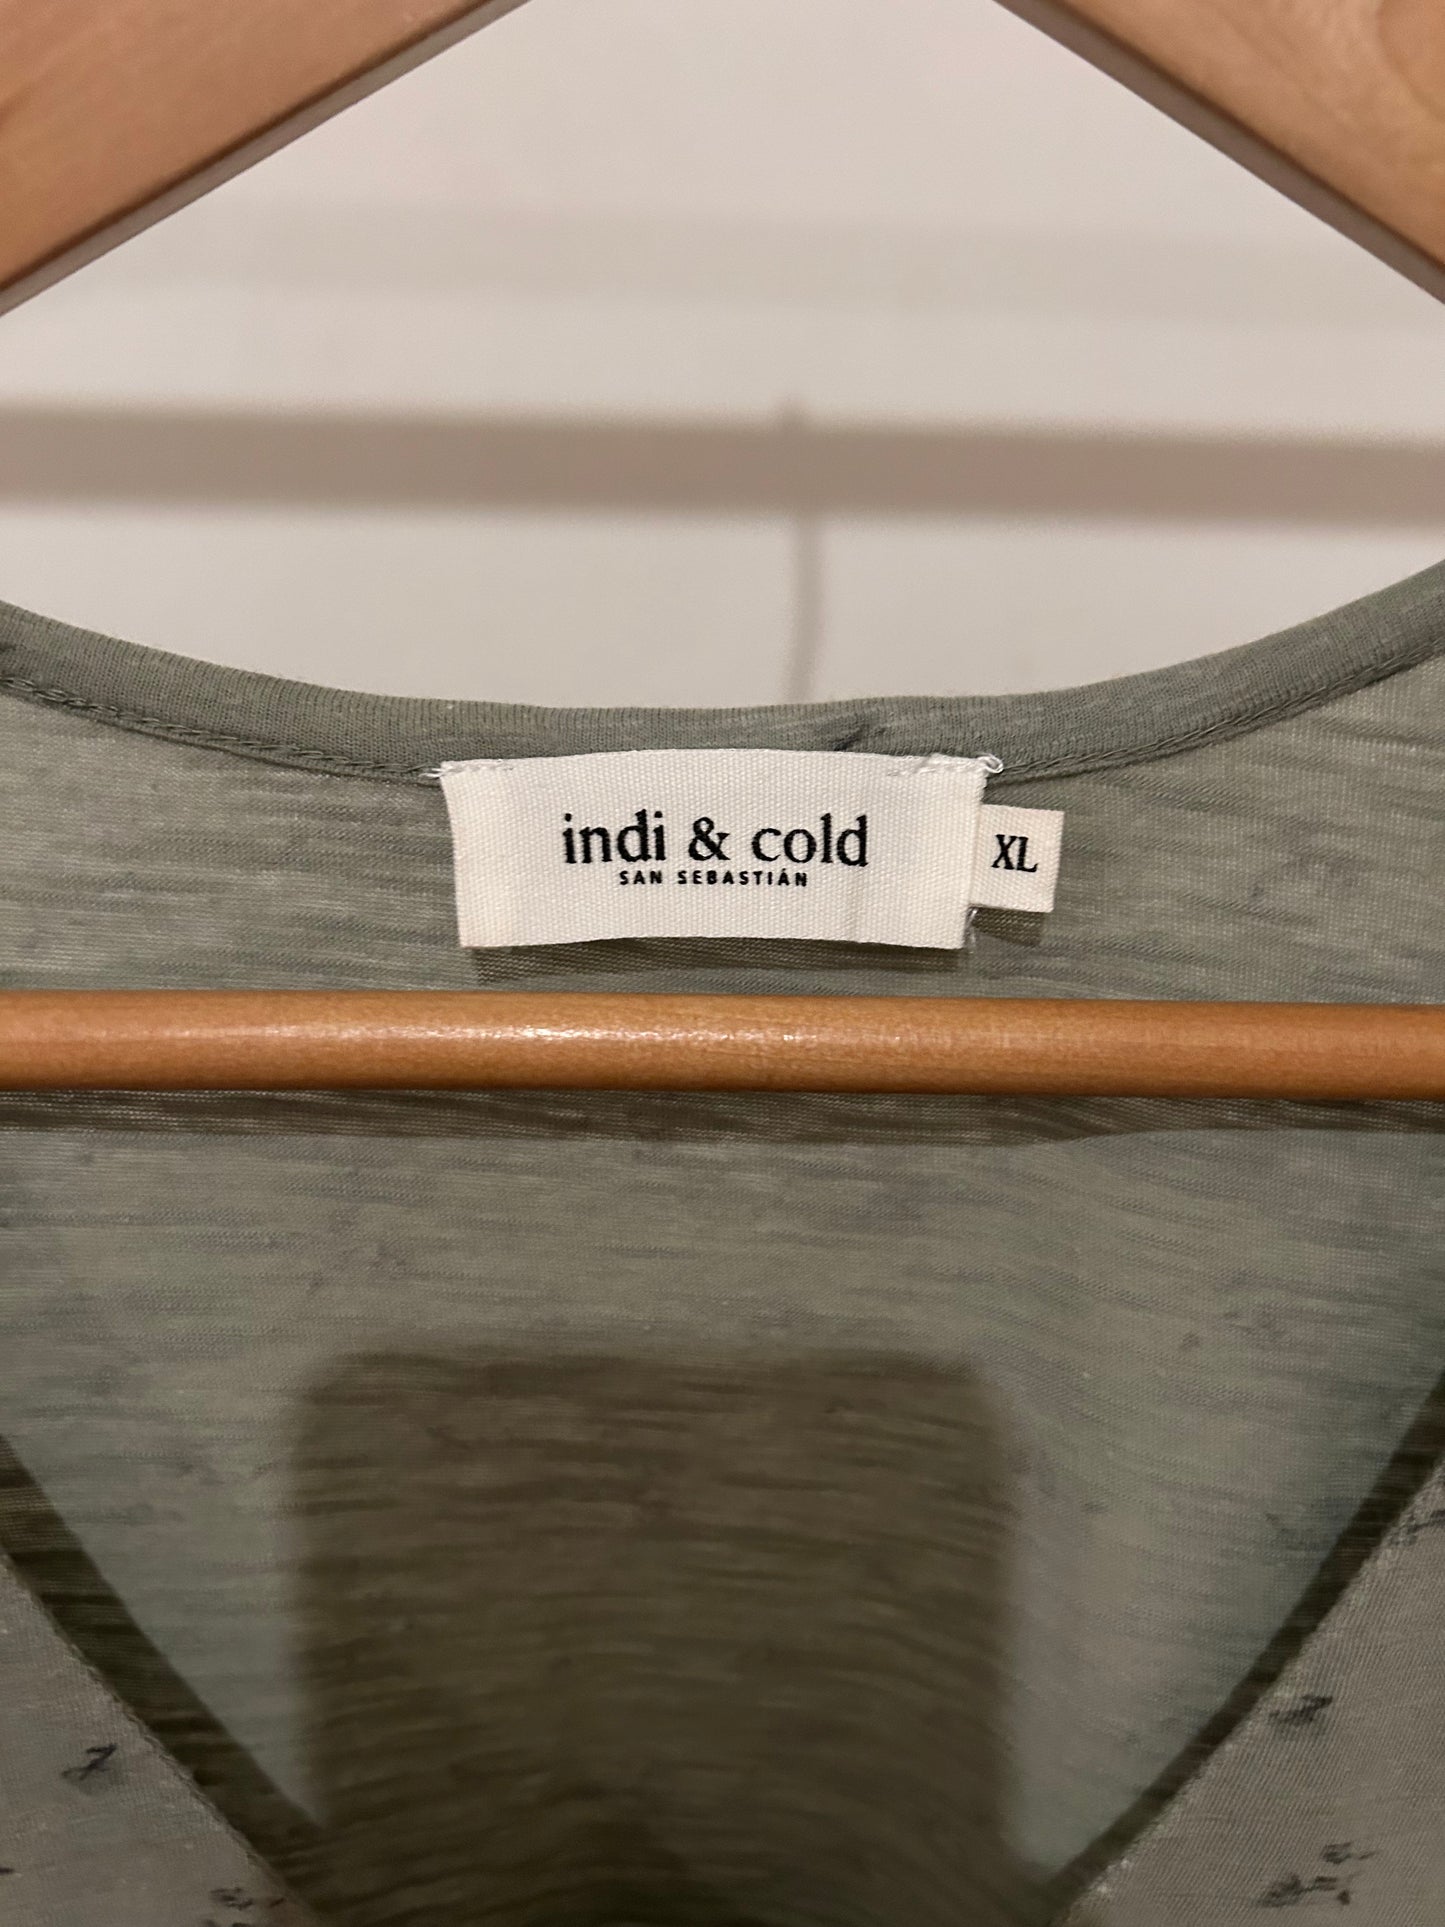 indi & cold
SAN SEBASTIÁN
XL